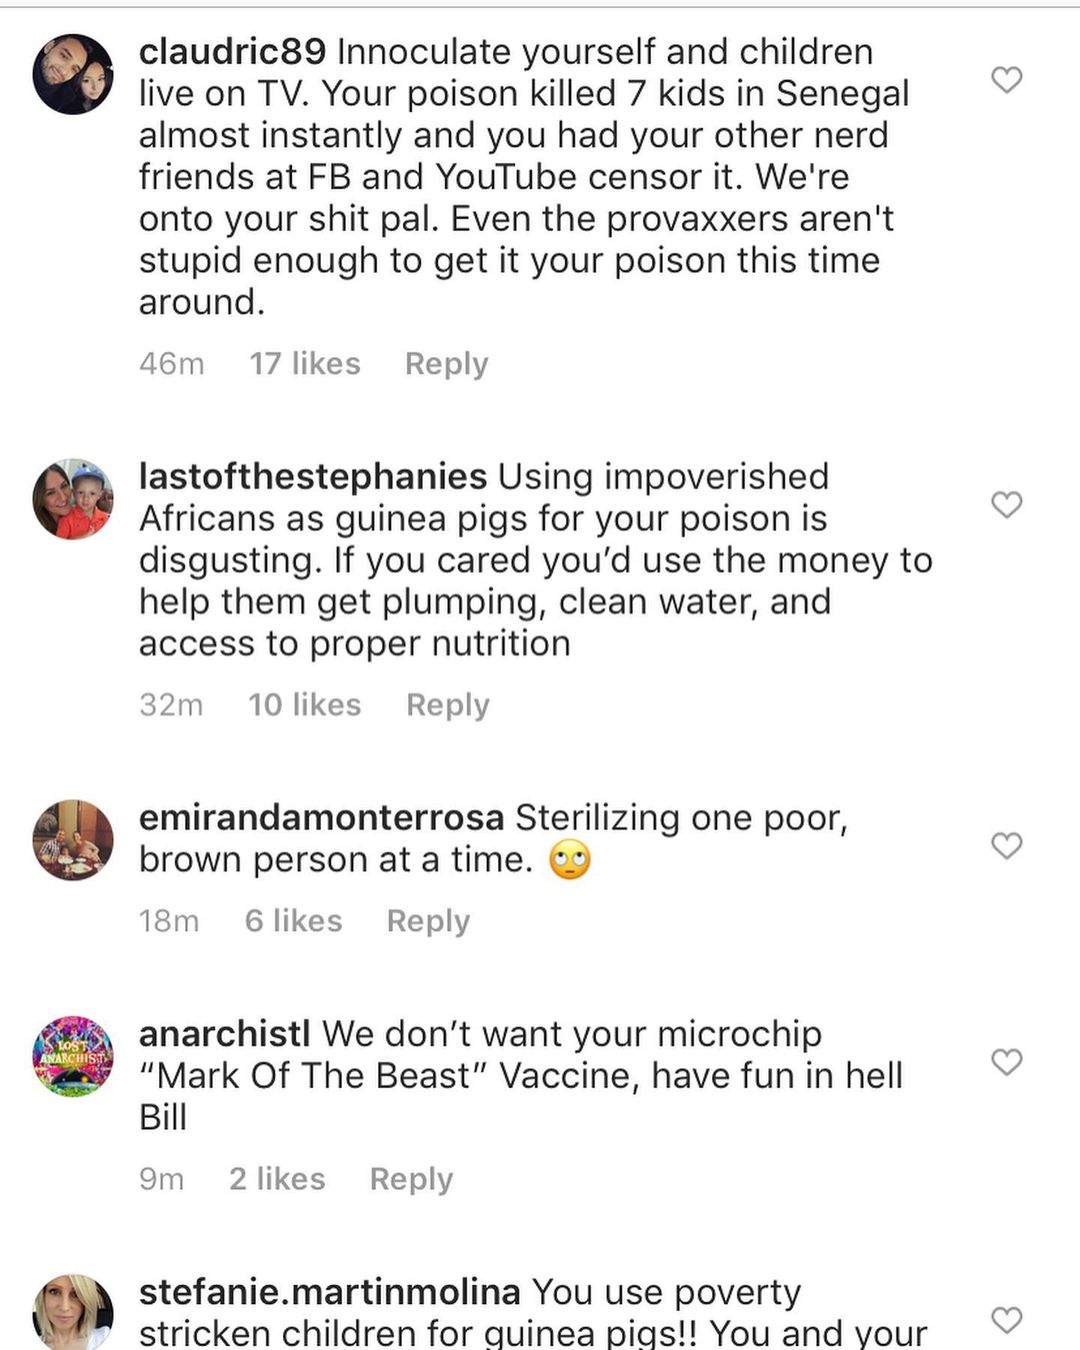 claudric89 Innoculate yourself and children
live on TV. Your poison killed 7 kids in Senegal
almost instantly and you had your other nerd
friends at FB and YouTube censor it. We're
onto your shit pal. Even the provaxxers aren't
stupid enough to get it your poison this time
around.
46m 17 likes Reply
lastofthestephanies Using impoverished
Africans as guinea pigs for your poison is
disgusting. If you cared you’d use the money to
help them get plumping, clean water, and
access to proper nutrition
32m 10 likes Reply
emirandamonterrosa Sterilizing one poor,
brown person at a time. 🙄
18m 6 likes Reply
LOST
ANARCHIST
anarchistl We don’t want your microchip
“Mark Of The Beast” Vaccine, have fun in hell
Bill
9m 2 likes Reply
stefanie.martinmolina You use poverty
stricken children for guinea pigs!! You and your